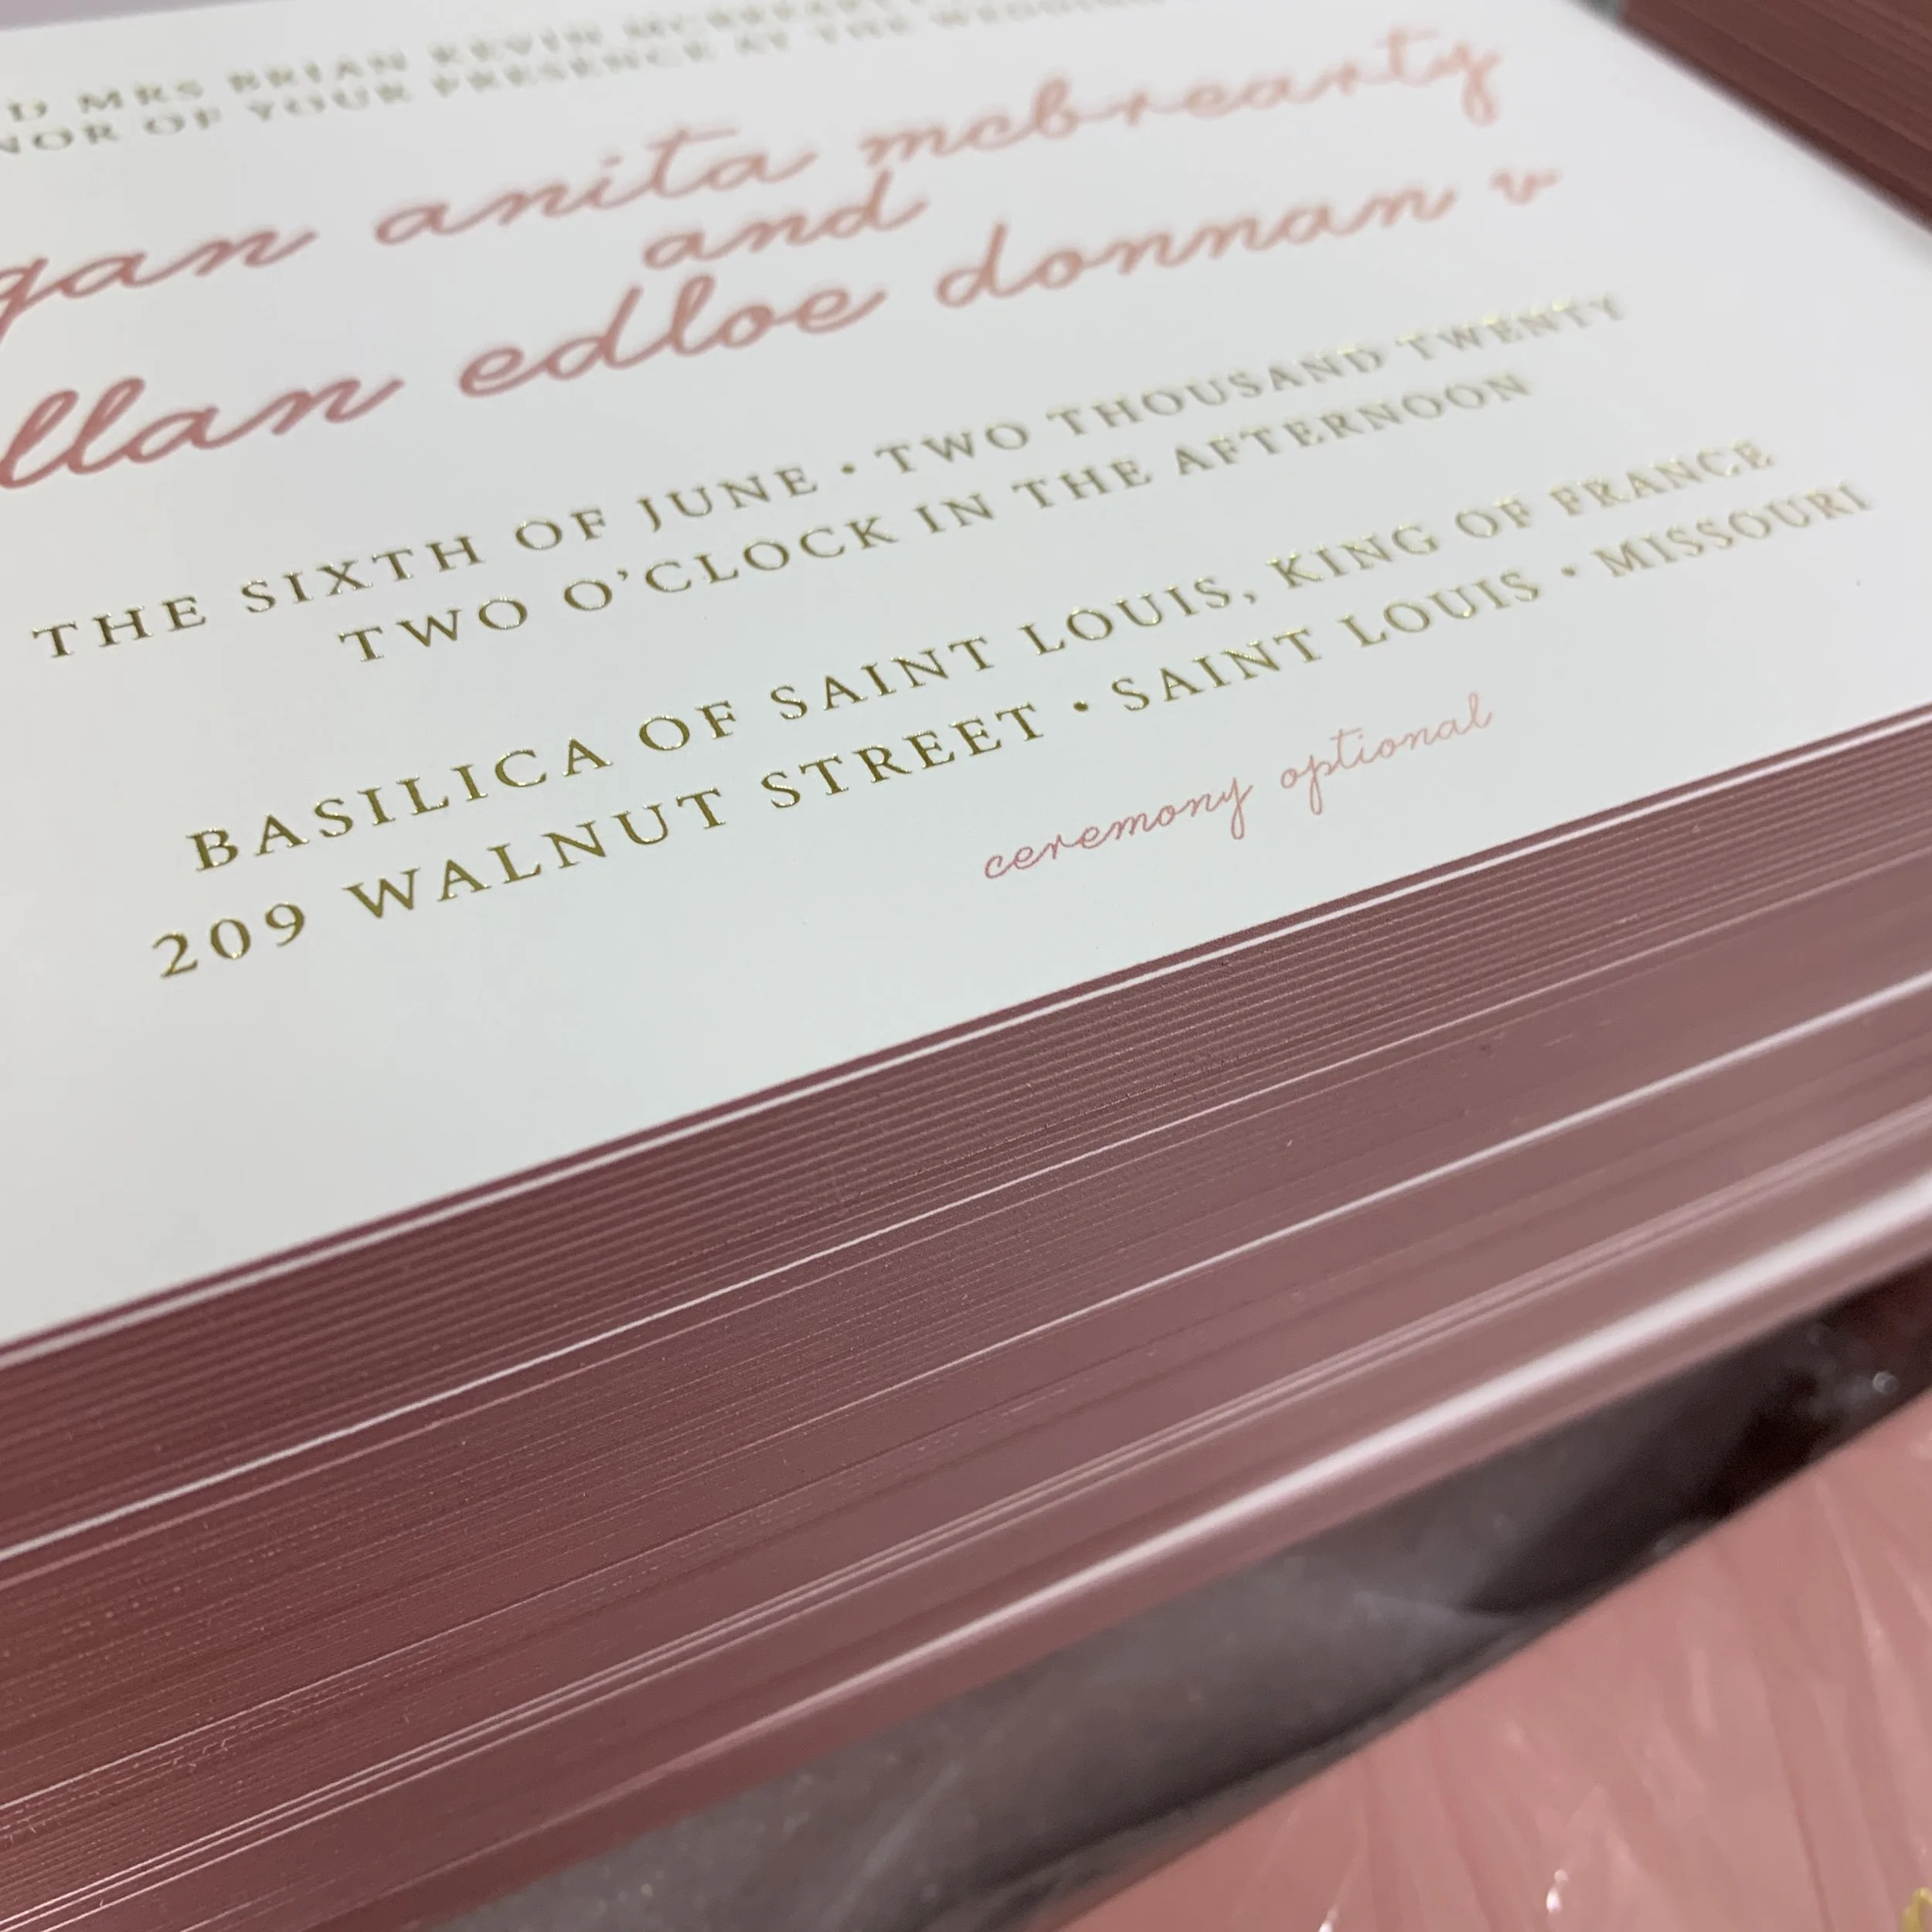 D MRS BRIAN KEVIN MCBREARTY
NOR OF YOUR PRESENCE AT THE WEDDING
gan anita mcbrearty
and
llan edloe donnan v
THE SIXTH OF JUNE • TWO THOUSAND TWENTY
TWO O’CLOCK IN THE AFTERNOON
BASILICA OF SAINT LOUIS, KING OF FRANCE
209 WALNUT STREET • SAINT LOUIS • MISSOURI
ceremony optional